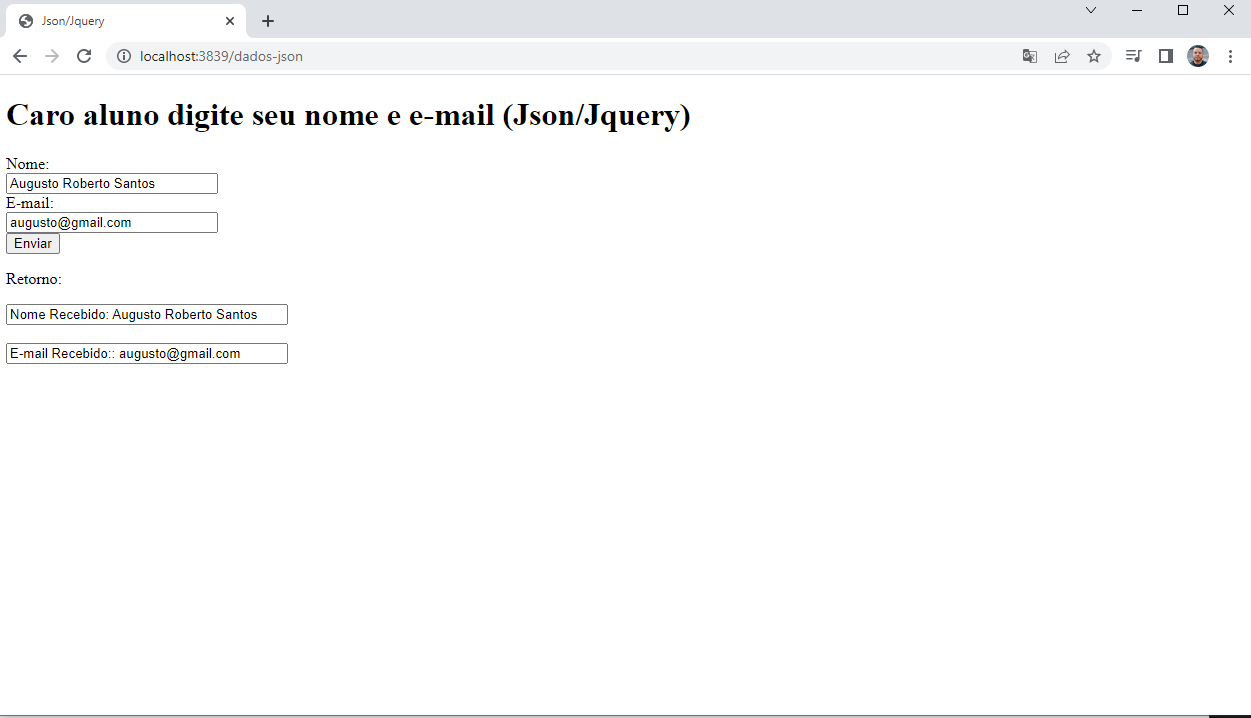 Json/Jquery
localhost:3839/dados-json
Caro aluno digite seu nome e e-mail (Json/Jquery)
Nome:
Augusto Roberto Santos
E-mail:
augusto@gmail.com
Enviar
Retorno:
Nome Recebido: Augusto Roberto Santos
E-mail Recebido:: augusto@gmail.com